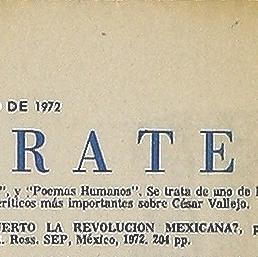 DE 1972
RATE
", y "Poemas Humanos". Se trata de uno de l
críticos más importantes sobre César Vallejo.
UERTO LA REVOLUCION MEXICANA?, p
. Ross. SEP, México, 1972. 204 pp.